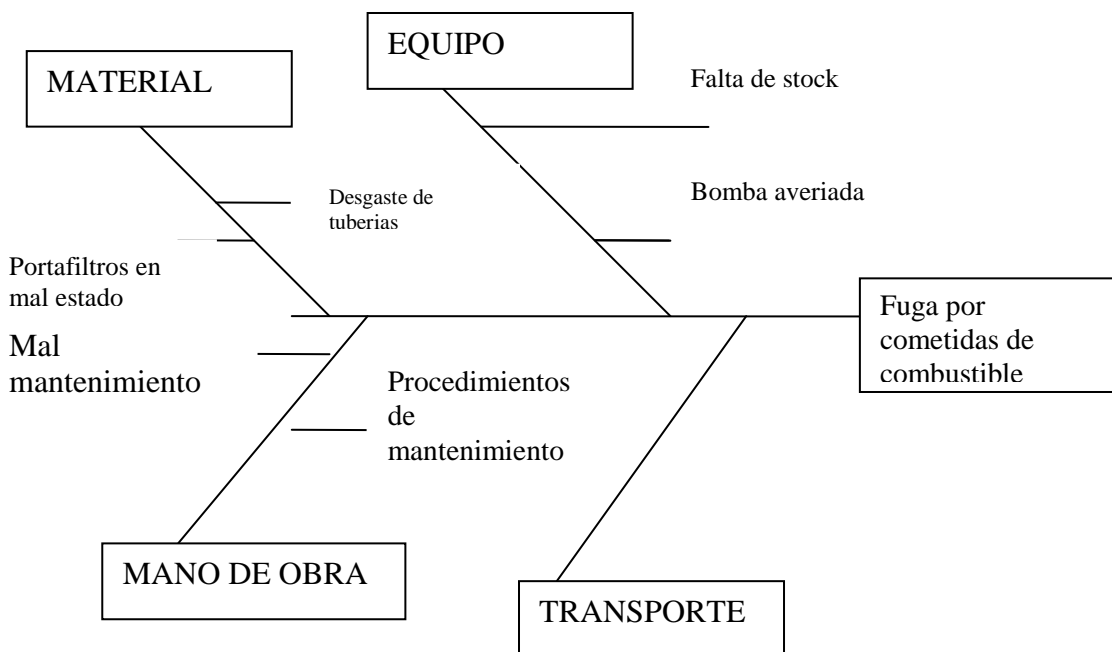 EQUIPO
MATERIAL
Falta de stock
Desgaste de
tuberias
Bomba averiada
Portafiltros en
mal estado
Fuga por
cometidas de
combustible
Mal
mantenimiento
Procedimientos
de
mantenimiento
MANO DE OBRA
TRANSPORTE